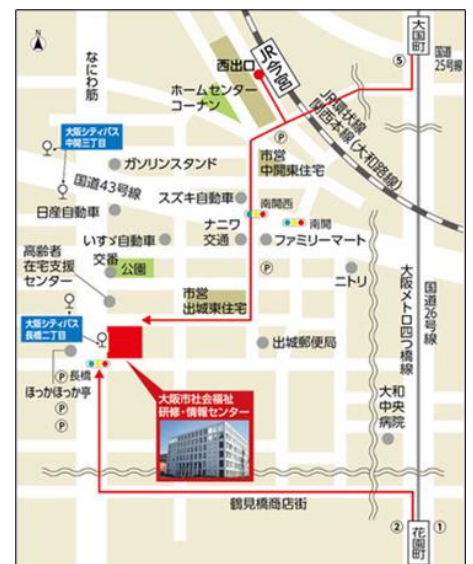 N
なにわ筋
西出口
JR今宮
大国町
⑤
国道
25号線
ホームセンター
コーナン
JR環状線
関西本線(大和路線)
大阪シティバス
中開三丁目
ガソリンスタンド
Ⓟ
市営
中開東住宅
国道43号線
スズキ自動車
日産自動車
南開西
南開
いすゞ自動車
ナニワ
交通
ファミリーマート
高齢者
在宅支援
センター
交番
公園
Ⓟ
ニトリ
大阪メトロ四つ橋線
国道26号線
市営
出城東住宅
大阪シティバス
長橋二丁目
出城郵便局
長橋
Ⓟ
ほっかほっか亭
Ⓟ
Ⓟ
大阪市社会福祉
研修・情報センター
大和
中央
病院
鶴見橋商店街
②
花園町
①